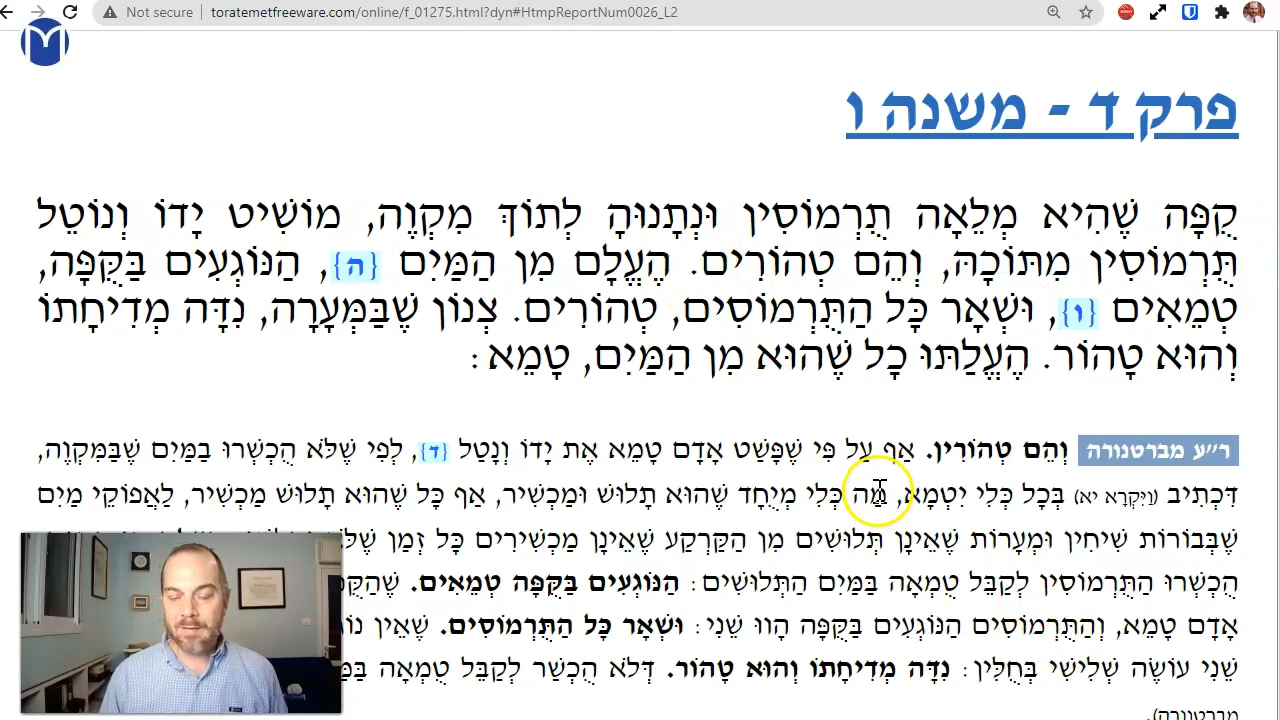 Not secure | toratemetfreeware.com/online/f_01275.html?dyn#HtmpReportNum0026_L2
פרק ד - משנה ו
קֻפָּה שֶׁהִיא מְלֵאָה תֻרְמוֹסִין וּנְתָנוּהָ לְתוֹךְ מִקְוֶה, מוֹשִׁיט יָדוֹ וְנוֹטֵל
תֻּרְמוֹסִין מִתּוֹכָהּ, וְהֵם טְהוֹרִים. הֶעֱלָם מִן הַמַּיִם {ה}, הַנּוֹגְעִים בַּקֻּפָּה,
טְמֵאִים {ו}, וּשְׁאָר כָּל הַתֻּרְמוֹסִים, טְהוֹרִים. צְנוֹן שֶׁבַּמְּעָרָה, נִדָּה מְדִיחָתוֹ
וְהוּא טָהוֹר. הֶעֱלַתּוּ כָל שֶׁהוּא מִן הַמַּיִם, טָמֵא:
ר״ע מברטנורה וְהֵם טְהוֹרִין. אַף עַל פִּי שֶׁפָּשַׁט אָדָם טָמֵא אֶת יָדוֹ וְנָטַל {ד}, לְפִי שֶׁלֹּא הֻכְשְׁרוּ בַמַּיִם שֶׁבַּמִּקְוֶה,
דִּכְתִיב (וַיִּקְרָא יא) בְּכָל כְּלִי יִטְמָא, מַה כְּלִי מְיֻחָד שֶׁהוּא תָלוּשׁ וּמַכְשִׁיר, אַף כָּל שֶׁהוּא תָלוּשׁ מַכְשִׁיר, לַאֲפוֹקֵי מַיִם
שֶׁבְּבוֹרוֹת שִׁיחִין וּמְעָרוֹת שֶׁאֵינָן תְּלוּשִׁים מִן הַקַּרְקַע שֶׁאֵינָן מַכְשִׁירִים כָּל זְמַן
הֻכְשְׁרוּ הַתֻּרְמוֹסִין לְקַבֵּל טֻמְאָה בַּמַּיִם הַתְּלוּשִׁים: הַנּוֹגְעִים בַּקֻּפָּה טְמֵאִים.
אָדָם טָמֵא, וְהַתֻּרְמוֹסִים הַנּוֹגְעִים בַּקֻּפָּה הָווּ שֵׁנִי: וּשְׁאָר כָּל הַתֻּרְמוֹסִים. שֶׁאֵין
שֵׁנִי עוֹשֶׂה שְׁלִישִׁי בְּחֻלִּין: נִדָּה מְדִיחָתוֹ וְהוּא טָהוֹר. דְּלֹא הֻכְשַׁר לְקַבֵּל טֻמְאָה